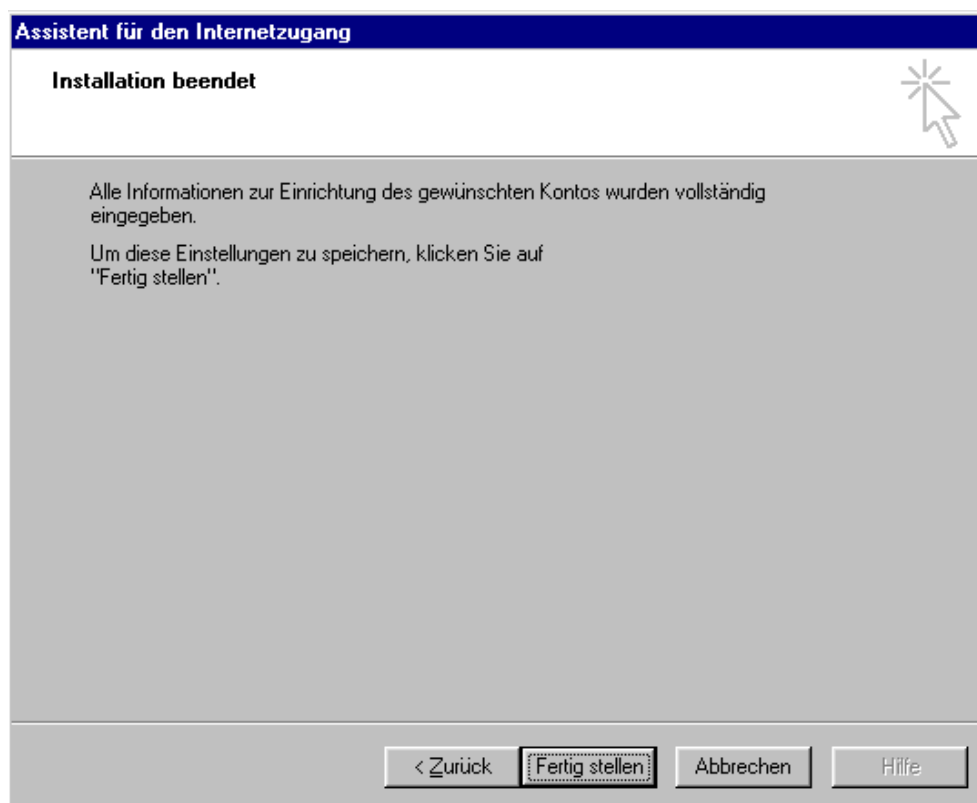 Assistent für den Internetzugang
Installation beendet
Alle Informationen zur Einrichtung des gewünschten Kontos wurden vollständig
eingegeben.
Um diese Einstellungen zu speichern, klicken Sie auf
"Fertig stellen".
< Zurück Fertig stellen Abbrechen Hilfe